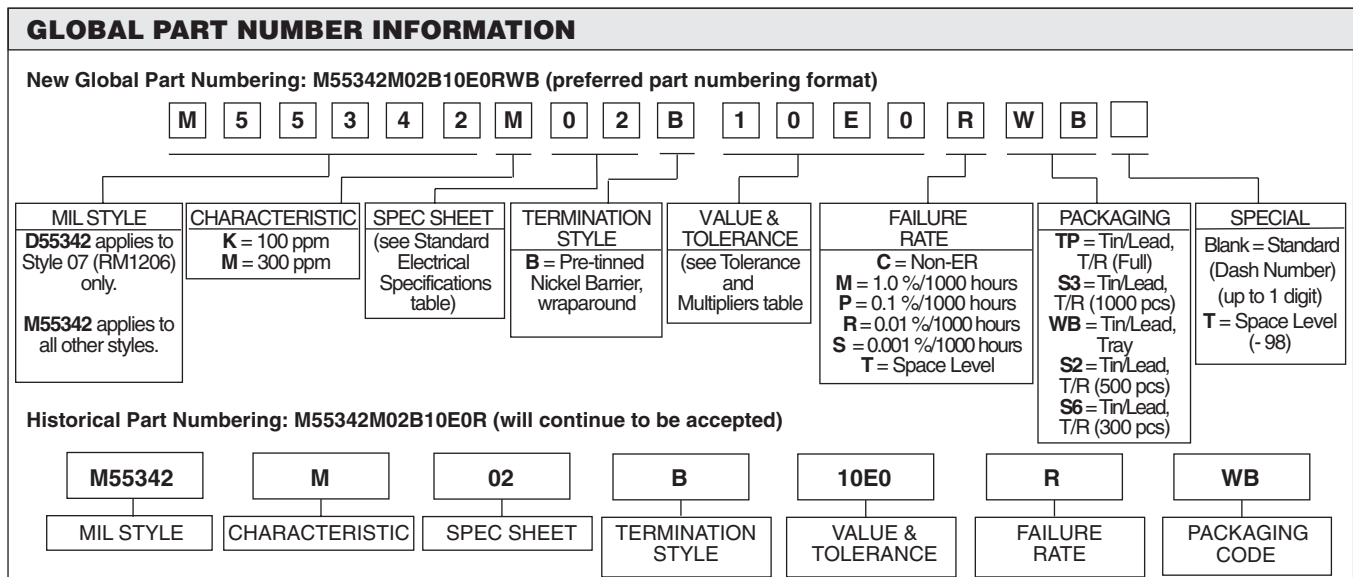 GLOBAL PART NUMBER INFORMATION
New Global Part Numbering: M55342M02B10E0RWB (preferred part numbering format)
M 5 5 3 4 2 M 0 2 B 1 0 E 0 R W B
MIL STYLE
D55342 applies to
Style 07 (RM1206)
only.
M55342 applies to
all other styles.
CHARACTERISTIC
K = 100 ppm
M = 300 ppm
SPEC SHEET
(see Standard
Electrical
Specifications
table)
TERMINATION
STYLE
B = Pre-tinned
Nickel Barrier,
wraparound
VALUE &
TOLERANCE
(see Tolerance
and
Multipliers table
FAILURE
RATE
C = Non-ER
M = 1.0 %/1000 hours
P = 0.1 %/1000 hours
R = 0.01 %/1000 hours
S = 0.001 %/1000 hours
T = Space Level
PACKAGING
TP = Tin/Lead,
T/R (Full)
S3 = Tin/Lead,
T/R (1000 pcs)
WB = Tin/Lead,
Tray
S2 = Tin/Lead,
T/R (500 pcs)
S6 = Tin/Lead,
T/R (300 pcs)
SPECIAL
Blank = Standard
(Dash Number)
(up to 1 digit)
T = Space Level
(- 98)
Historical Part Numbering: M55342M02B10E0R (will continue to be accepted)
M55342 M 02 B 10E0 R WB
MIL STYLE
CHARACTERISTIC
SPEC SHEET
TERMINATION
STYLE
VALUE &
TOLERANCE
FAILURE
RATE
PACKAGING
CODE